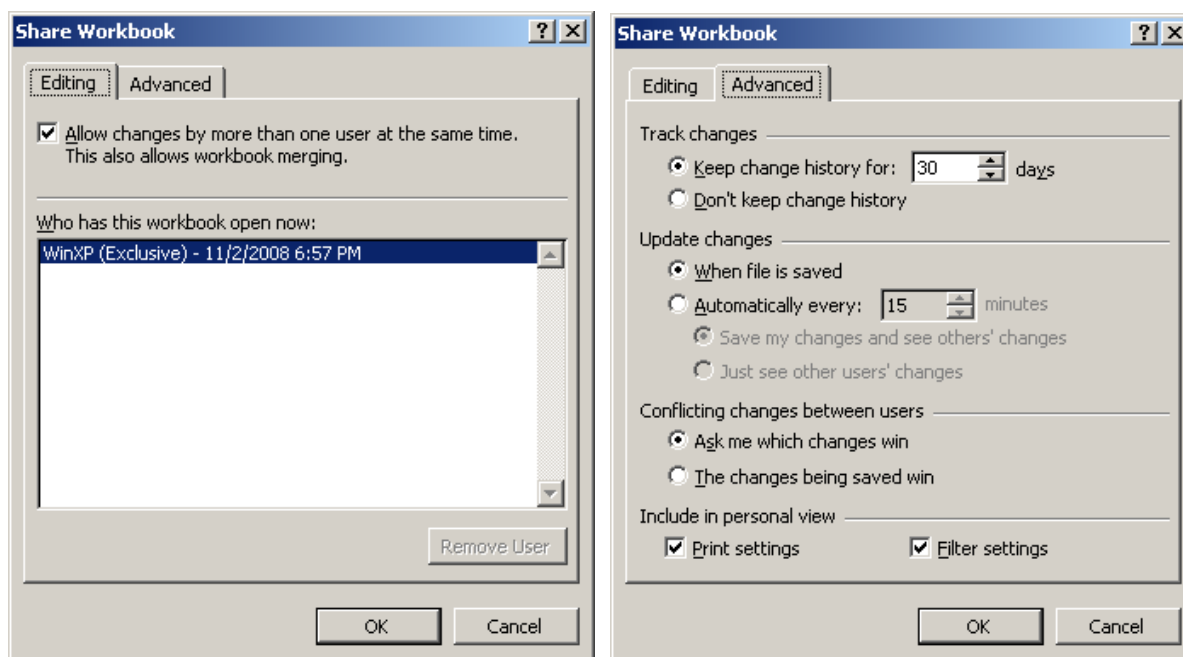 Share Workbook
Editing Advanced
Allow changes by more than one user at the same time.
This also allows workbook merging.
Who has this workbook open now:
WinXP (Exclusive) - 11/2/2008 6:57 PM
Remove User
OK Cancel
Share Workbook
Editing Advanced
Track changes
Keep change history for: 30 days
Don't keep change history
Update changes
When file is saved
Automatically every: 15 minutes
Save my changes and see others' changes
Just see other users' changes
Conflicting changes between users
Ask me which changes win
The changes being saved win
Include in personal view
Print settings Filter settings
OK Cancel